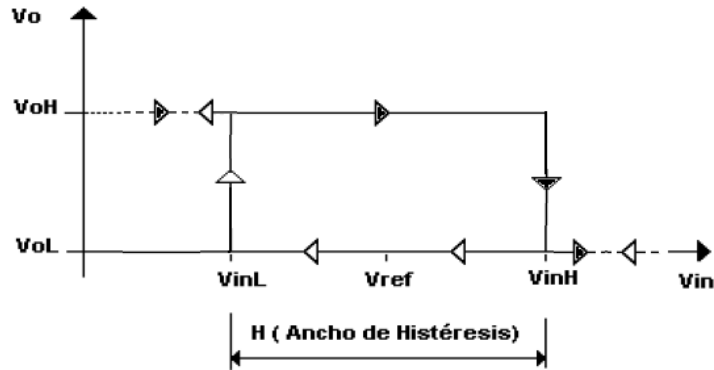 Vo
VoH
VoL
VinL
Vref
VinH
Vin
H ( Ancho de Histéresis)